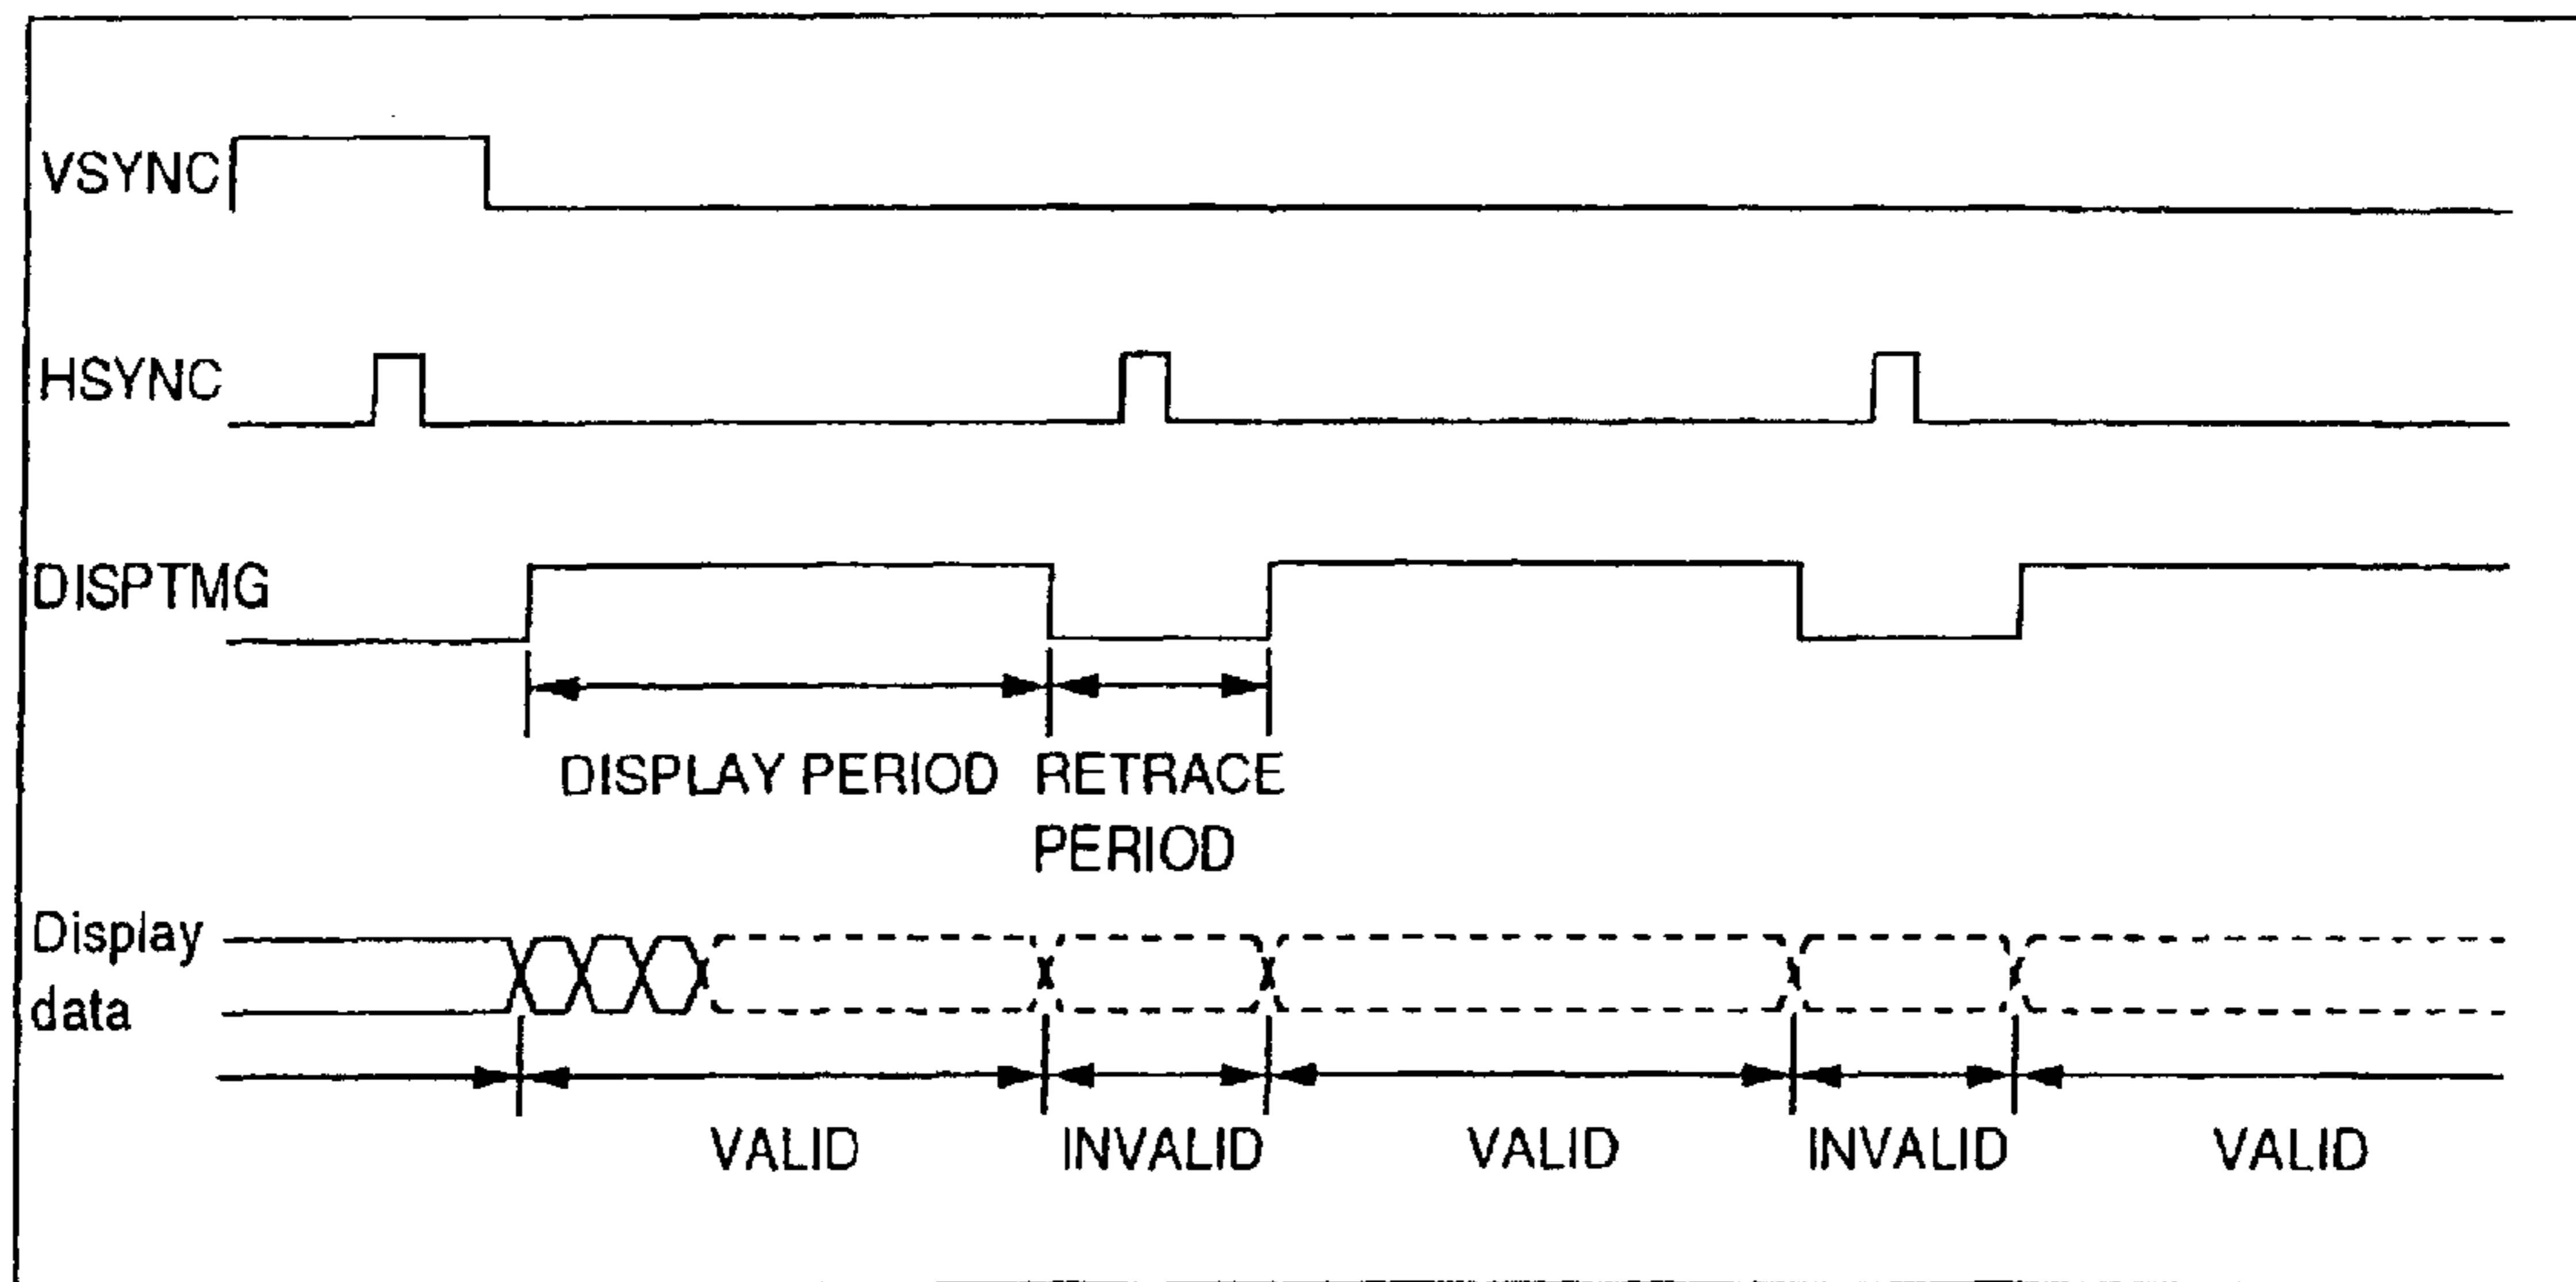 VSYNC
HSYNC
DISPTMG
DISPLAY PERIOD
RETRACE
PERIOD
Display
data
VALID
INVALID
VALID
INVALID
VALID